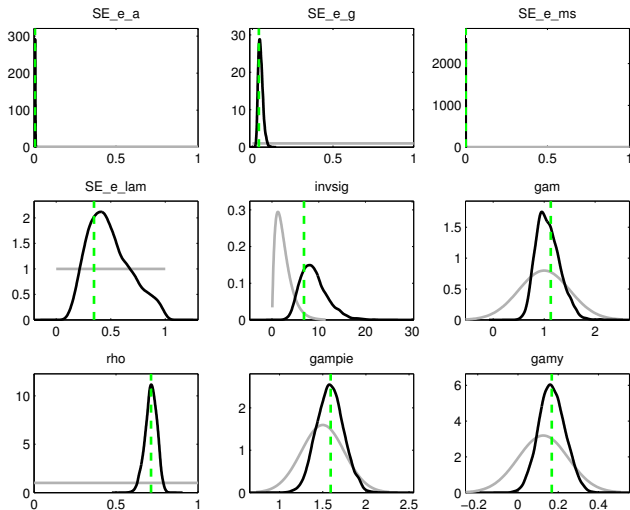 SE_e_a SE_e_g SE_e_ms
300 30
200 20 2000
100 10 1000
0 0 0
0 0.5 1 0 0.5 1 0 0.5 1
SE_e_lam invsig gam
2 0.3 1.5
1.5 0.2 1
1 0.1 0.5
0.5
0 0 0
0 0.5 1 0 10 20 30 0 1 2
rho gampie gamy
10 2 6
5 1 4
2
0 0 0
0 0.5 1 1 1.5 2 2.5 −0.2 0 0.2 0.4